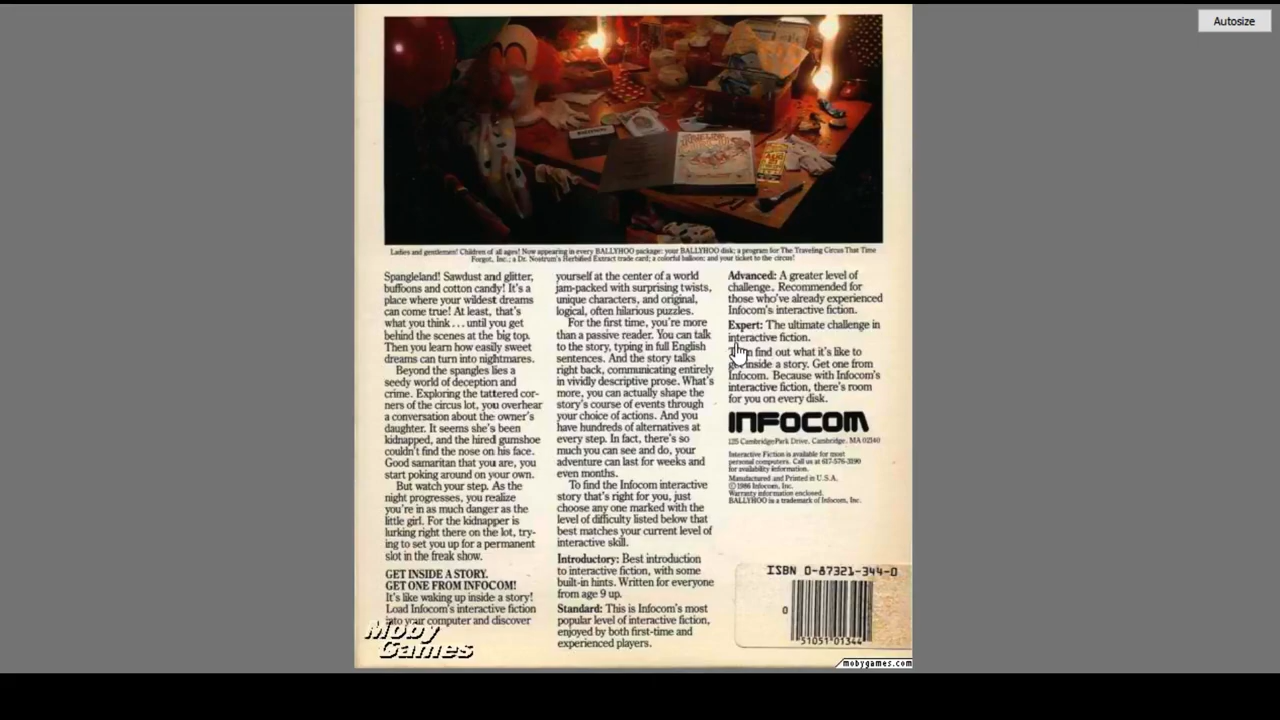 Autosize
Ladies and gentlemen! Children of all ages! Now appearing in every BALLYHOO package: your BALLYHOO disk; a program for The Traveling Circus That Time
Forgot, Inc.; a Dr. Nostrum's Herbified Extract trade card; a colorful balloon; and your ticket to the circus!
Spangleland! Sawdust and glitter,
buffoons and cotton candy! It's a
place where your wildest dreams
can come true! At least, that's
what you think . . . until you get
behind the scenes at the big top.
Then you learn how easily sweet
dreams can turn into nightmares.
Beyond the spangles lies a
seedy world of deception and
crime. Exploring the tattered cor-
ners of the circus lot, you overhear
a conversation about the owner's
daughter. It seems she's been
kidnapped, and the hired gumshoe
couldn't find the nose on his face.
Good samaritan that you are, you
start poking around on your own.
But watch your step. As the
night progresses, you realize
you're in as much danger as the
little girl. For the kidnapper is
lurking right there on the lot, try-
ing to set you up for a permanent
slot in the freak show.
GET INSIDE A STORY.
GET ONE FROM INFOCOM!
It's like waking up inside a story!
Load Infocom's interactive fiction
into your computer and discover
yourself at the center of a world
jam-packed with surprising twists,
unique characters, and original,
logical, often hilarious puzzles.
For the first time, you're more
than a passive reader. You can talk
to the story, typing in full English
sentences. And the story talks
right back, communicating entirely
in vividly descriptive prose. What's
more, you can actually shape the
story's course of events through
your choice of actions. And you
have hundreds of alternatives at
every step. In fact, there's so
much you can see and do, your
adventure can last for weeks and
even months.
To find the Infocom interactive
story that's right for you, just
choose any one marked with the
level of difficulty listed below that
best matches your current level of
interactive skill.
Introductory: Best introduction
to interactive fiction, with some
built-in hints. Written for everyone
from age 9 up.
Standard: This is Infocom's most
popular level of interactive fiction,
enjoyed by both first-time and
experienced players.
Advanced: A greater level of
challenge. Recommended for
those who've already experienced
Infocom's interactive fiction.
Expert: The ultimate challenge in
interactive fiction.
find out what it's like to
inside a story. Get one from
Infocom. Because with Infocom's
interactive fiction, there's room
for you on every disk.
INFOCOM
125 CambridgePark Drive, Cambridge, MA 02140
Interactive Fiction is available for most
personal computers. Call us at 617-576-3190
for availability information.
Manufactured and Printed in U.S.A.
©1986 Infocom, Inc.
Warranty information enclosed.
BALLYHOO is a trademark of Infocom, Inc.
ISBN 0-87321-344-0
0
51051 01344
Moby
Games
mobygames.com